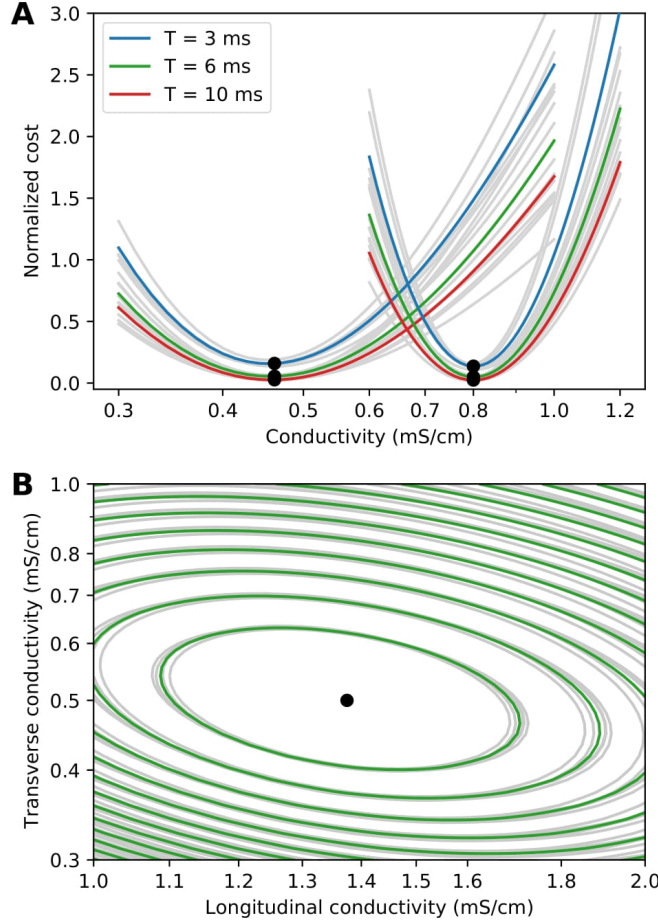 A
3.0
2.5
2.0
1.5
1.0
0.5
0.0
Normalized cost
T = 3 ms
T = 6 ms
T = 10 ms
0.3 0.4 0.6 0.7 0.8 1.0 1.2
Conductivity (mS/cm)
B
1.0
0.8
0.7
0.6
0.5
0.4
0.3
Transverse conductivity (mS/cm)
1.0 1.1 1.2 1.3 1.4 1.6 1.8 2.0
Longitudinal conductivity (mS/cm)